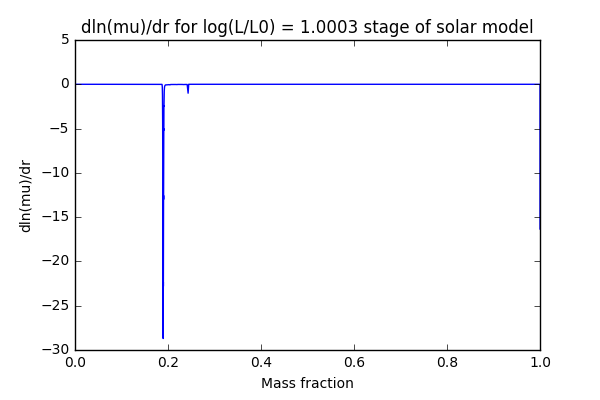 dln(mu)/dr for log(L/L0) = 1.0003 stage of solar model
5
0
−5
−10
−15
−20
−25
−30
dln(mu)/dr
0.0 0.2 0.4 0.6 0.8 1.0
Mass fraction